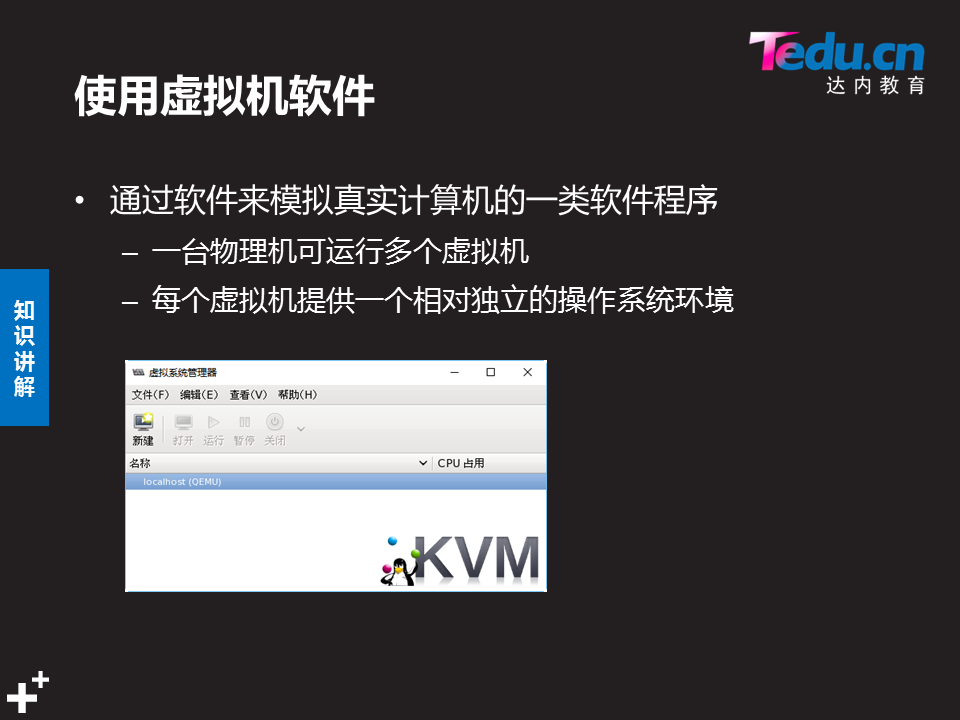 Tedu.cn
达内教育
使用虚拟机软件
• 通过软件来模拟真实计算机的一类软件程序
– 一台物理机可运行多个虚拟机
– 每个虚拟机提供一个相对独立的操作系统环境
知
识
讲
解
虚拟系统管理器
文件(F) 编辑(E) 查看(V) 帮助(H)
新建 打开 运行 暂停 关闭
名称 CPU 占用
localhost (QEMU)
KVM